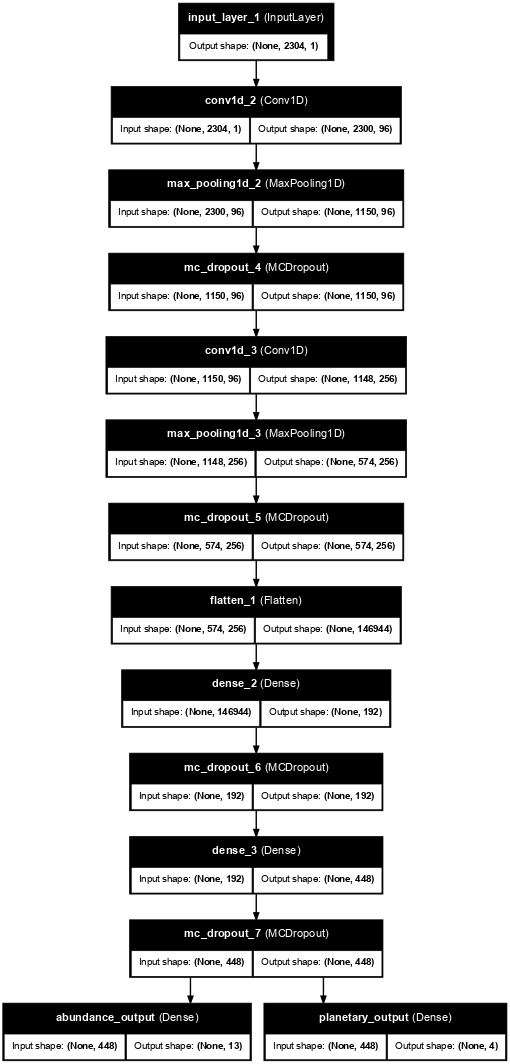 input_layer_1 (InputLayer)
Output shape: (None, 2304, 1)
conv1d_2 (Conv1D)
Input shape: (None, 2304, 1) Output shape: (None, 2300, 96)
max_pooling1d_2 (MaxPooling1D)
Input shape: (None, 2300, 96) Output shape: (None, 1150, 96)
mc_dropout_4 (MCDropout)
Input shape: (None, 1150, 96) Output shape: (None, 1150, 96)
conv1d_3 (Conv1D)
Input shape: (None, 1150, 96) Output shape: (None, 1148, 256)
max_pooling1d_3 (MaxPooling1D)
Input shape: (None, 1148, 256) Output shape: (None, 574, 256)
mc_dropout_5 (MCDropout)
Input shape: (None, 574, 256) Output shape: (None, 574, 256)
flatten_1 (Flatten)
Input shape: (None, 574, 256) Output shape: (None, 146944)
dense_2 (Dense)
Input shape: (None, 146944) Output shape: (None, 192)
mc_dropout_6 (MCDropout)
Input shape: (None, 192) Output shape: (None, 192)
dense_3 (Dense)
Input shape: (None, 192) Output shape: (None, 448)
mc_dropout_7 (MCDropout)
Input shape: (None, 448) Output shape: (None, 448)
abundance_output (Dense) planetary_output (Dense)
Input shape: (None, 448) Output shape: (None, 13) Input shape: (None, 448) Output shape: (None, 4)